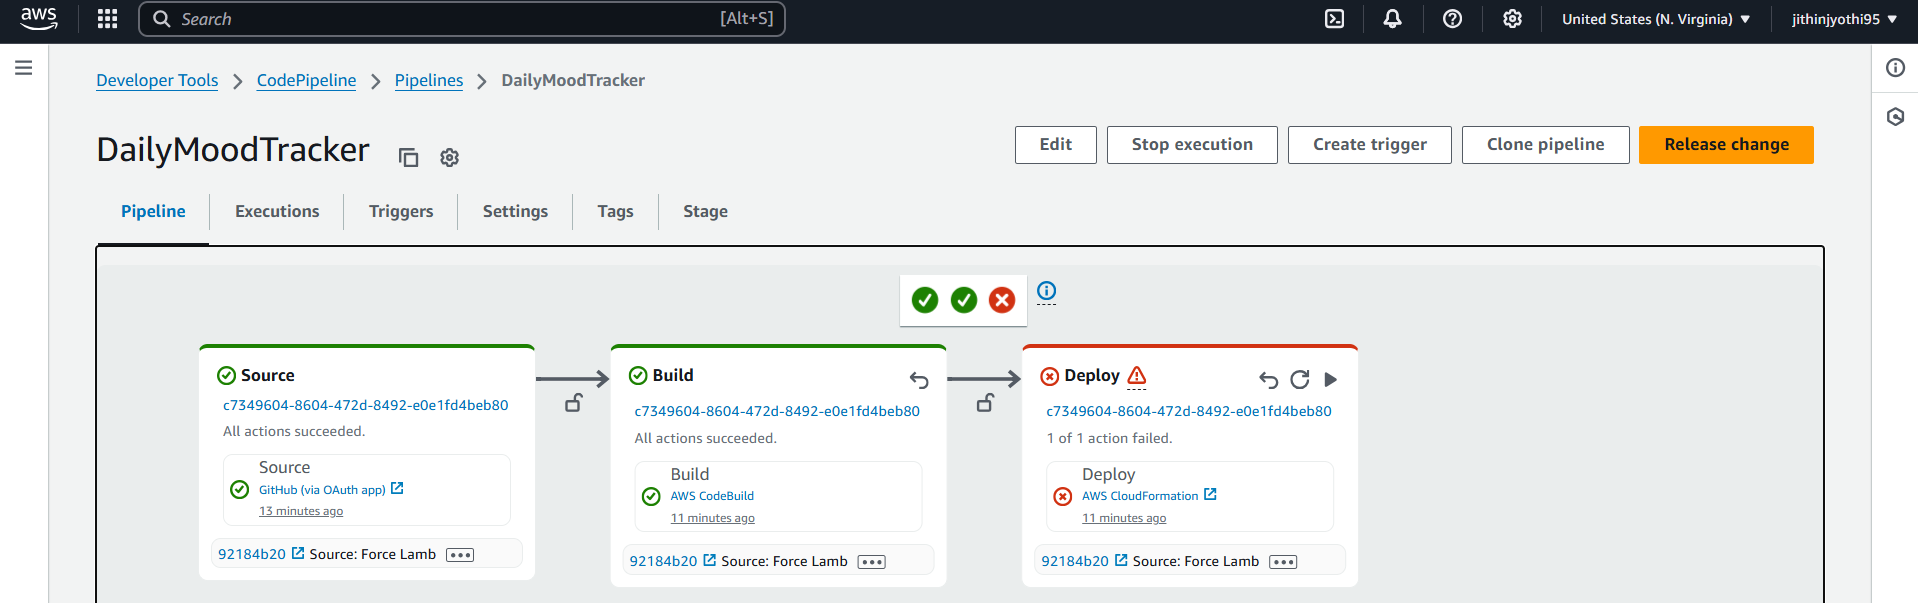 aws
Search [Alt+S]
United States (N. Virginia)
jithinjyothi95
Developer Tools
CodePipeline
Pipelines
DailyMoodTracker
DailyMoodTracker
Edit
Stop execution
Create trigger
Clone pipeline
Release change
Pipeline
Executions
Triggers
Settings
Tags
Stage
Source
c7349604-8604-472d-8492-e0e1fd4beb80
All actions succeeded.
Source
GitHub (via OAuth app)
13 minutes ago
92184b20 Source: Force Lamb
Build
c7349604-8604-472d-8492-e0e1fd4beb80
All actions succeeded.
Build
AWS CodeBuild
11 minutes ago
92184b20 Source: Force Lamb
Deploy
c7349604-8604-472d-8492-e0e1fd4beb80
1 of 1 action failed.
Deploy
AWS CloudFormation
11 minutes ago
92184b20 Source: Force Lamb